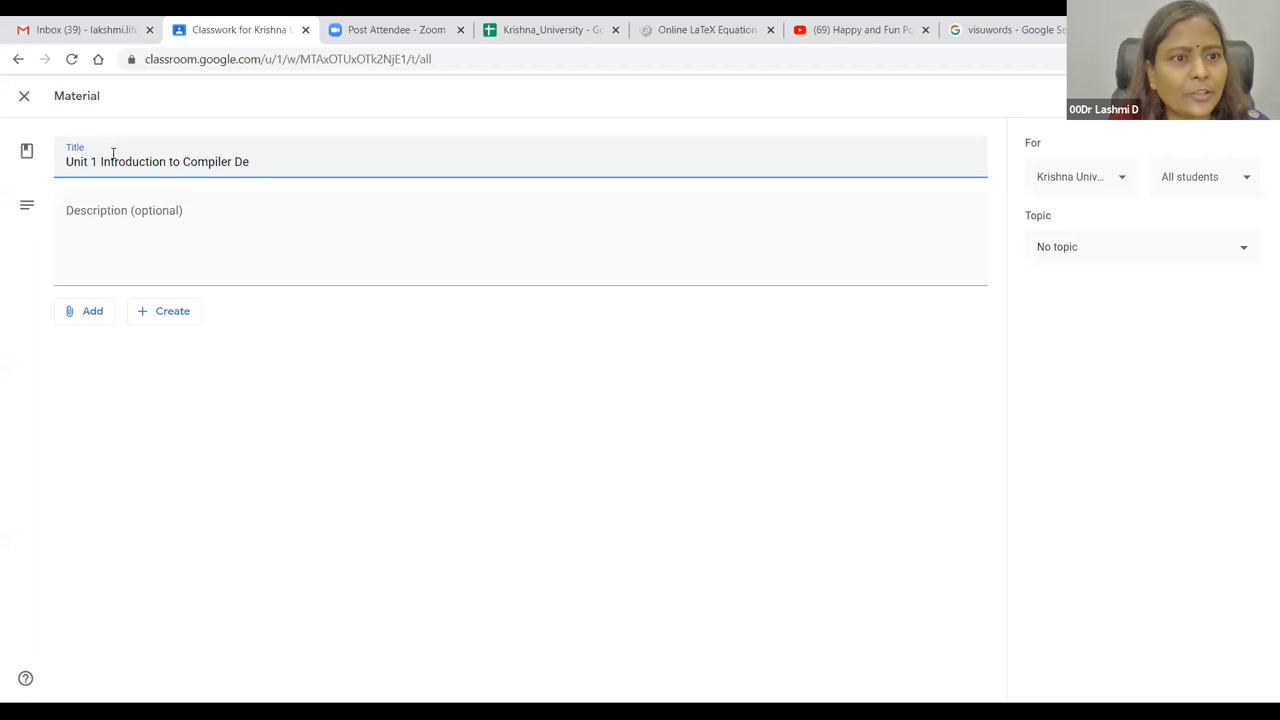 Inbox (39) - lakshmi.life
Classwork for Krishna U
Post Attendee - Zoom
Krishna_University - Go
Online LaTeX Equation
(69) Happy and Fun Po
visuwords - Google Se
classroom.google.com/u/1/w/MTAxOTUxOTk2NjE1/t/all
00Dr Lashmi D
Material
Title
Unit 1 Introduction to Compiler De
Description (optional)
Add
Create
For
Krishna Univ...
All students
Topic
No topic